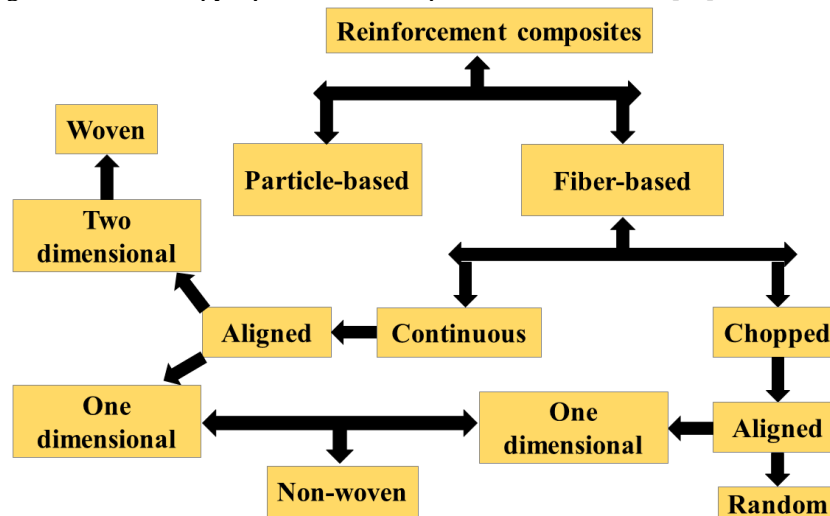 Reinforcement composites
Woven
Particle-based
Fiber-based
Two
dimensional
Aligned
Continuous
Chopped
One
dimensional
One
dimensional
Aligned
Non-woven
Random